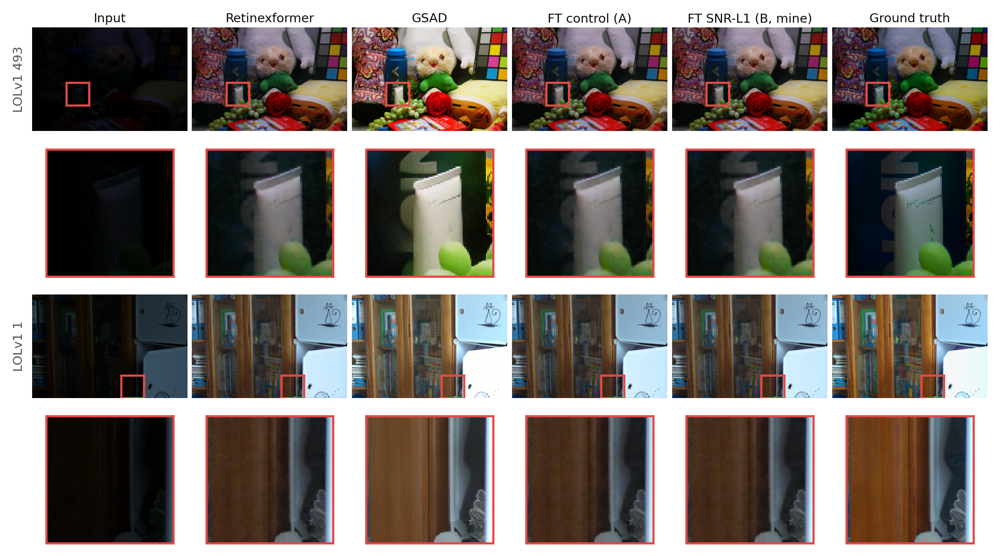 Input Retinexformer GSAD FT control (A) FT SNR-L1 (B, mine) Ground truth
LOLv1 493
LOLv1 1